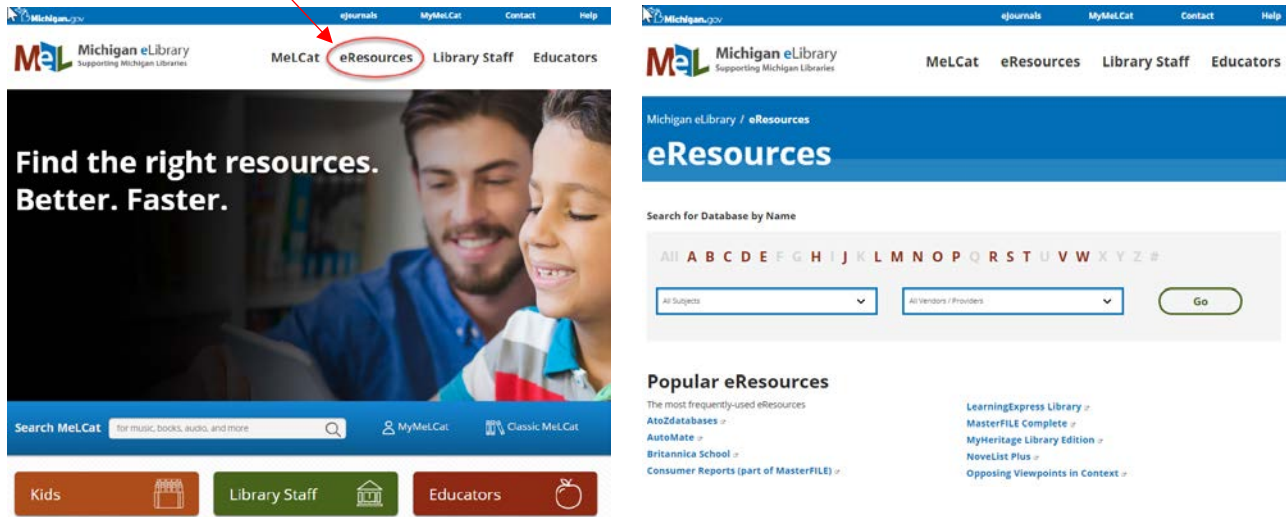 Michigan.gov
eJournals MyMeLCat Contact Help
MeL Michigan eLibrary
Supporting Michigan Libraries
MeLCat eResources Library Staff Educators
Find the right resources.
Better. Faster.
Search MeLCat for music, books, audio, and more MyMeLCat Classic MeLCat
Kids Library Staff Educators
Michigan.gov
eJournals MyMeLCat Contact Help
MeL Michigan eLibrary
Supporting Michigan Libraries
MeLCat eResources Library Staff Educators
Michigan eLibrary / eResources
eResources
Search for Database by Name
All A B C D E F G H I J K L M N O P Q R S T U V W X Y Z #
All Subjects All Vendors / Providers Go
Popular eResources
The most frequently-used eResources
AtoZdatabases
AutoMate
Britannica School
Consumer Reports (part of MasterFILE)
LearningExpress Library
MasterFILE Complete
MyHeritage Library Edition
NoveList Plus
Opposing Viewpoints in Context